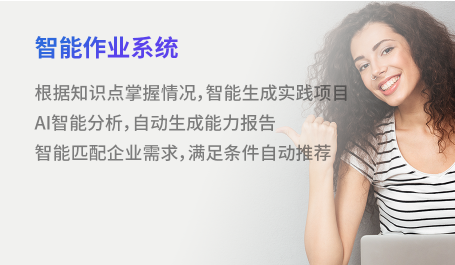 智能作业系统
根据知识点掌握情况，智能生成实践项目
AI智能分析，自动生成能力报告
智能匹配企业需求，满足条件自动推荐